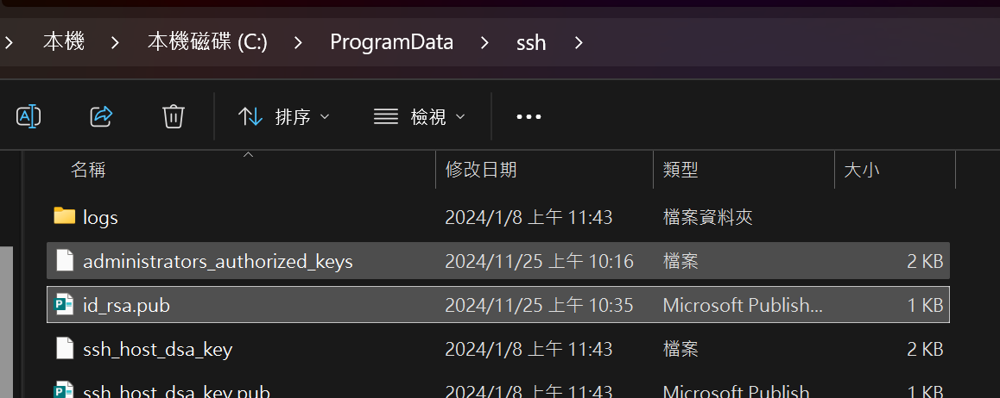 本機 本機磁碟 (C:) ProgramData ssh
排序 檢視
名稱 修改日期 類型 大小
logs 2024/1/8 上午 11:43 檔案資料夾
administrators_authorized_keys 2024/11/25 上午 10:16 檔案 2 KB
id_rsa.pub 2024/11/25 上午 10:35 Microsoft Publish... 1 KB
ssh_host_dsa_key 2024/1/8 上午 11:43 檔案 2 KB
ssh_host_dsa_key.pub 2024/1/8 上午 11:43 Microsoft Publish 1 KB